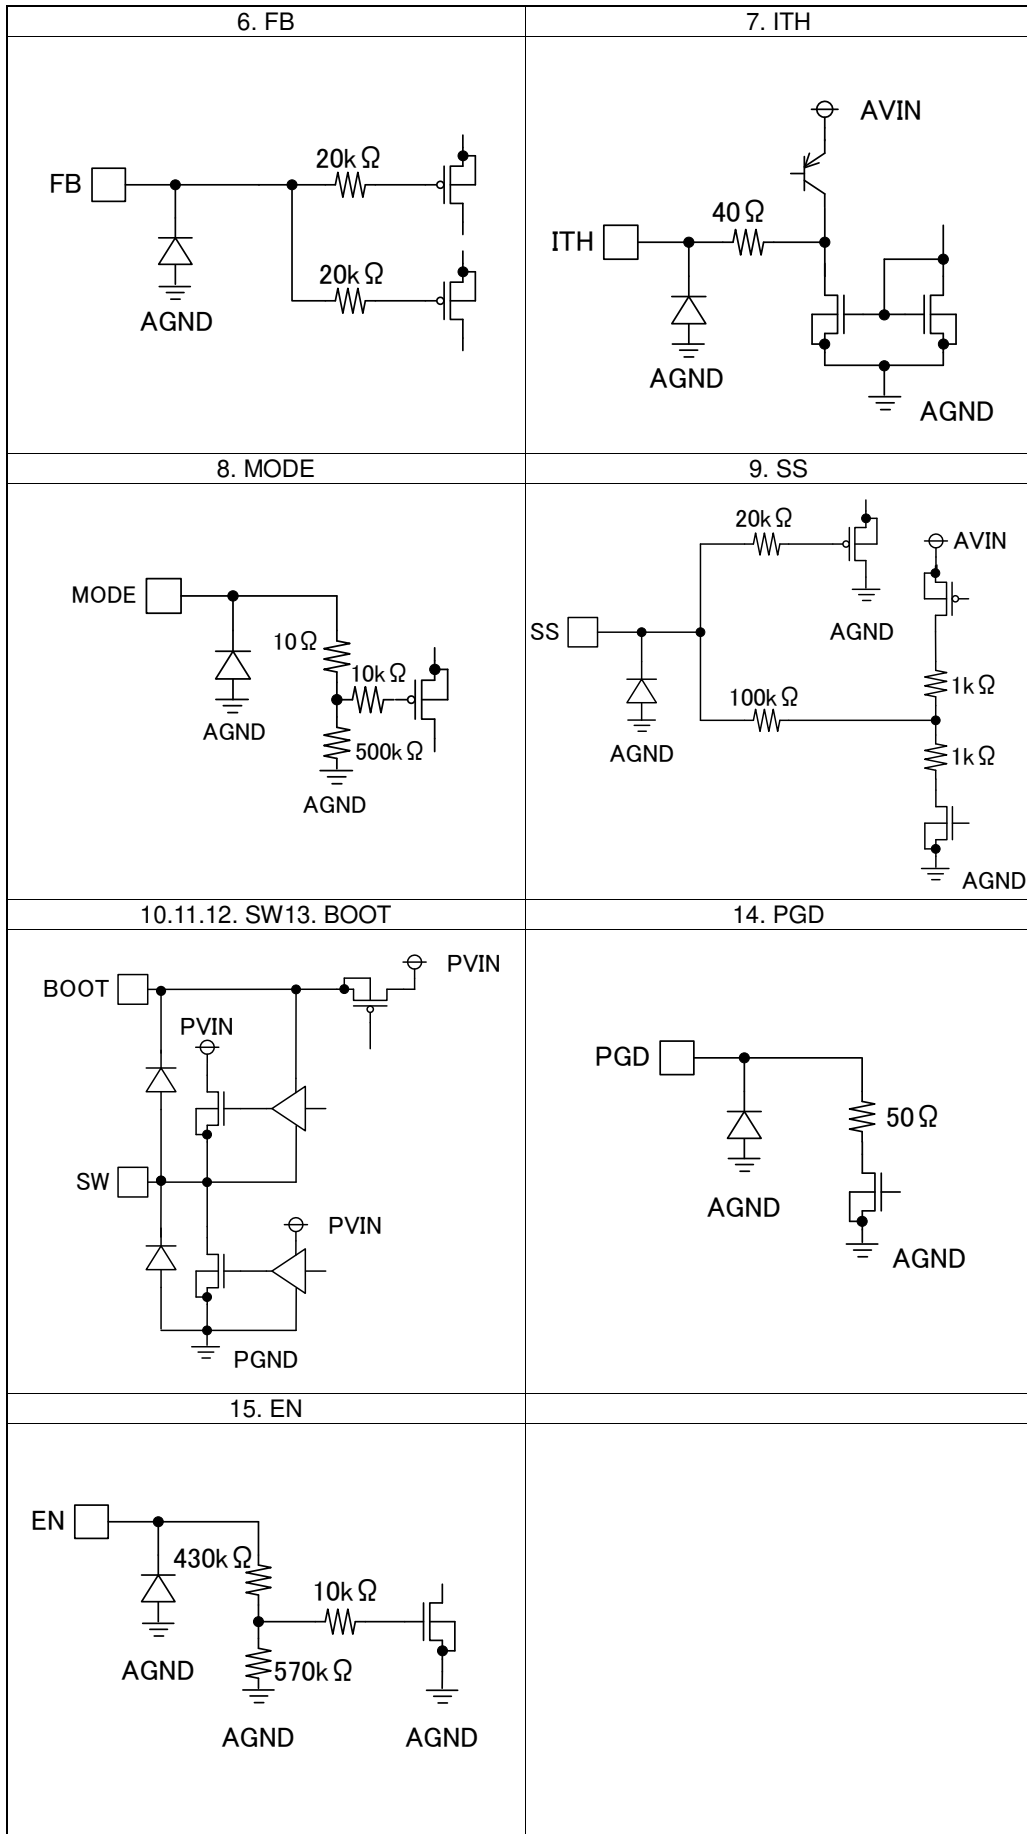 6. FB
7. ITH
FB
20kΩ
20kΩ
AGND
AVIN
ITH
40Ω
AGND
AGND
8. MODE
9. SS
MODE
10Ω
10kΩ
500kΩ
AGND
AGND
20kΩ
AVIN
SS
AGND
100kΩ
1kΩ
1kΩ
AGND
AGND
10.11.12. SW13. BOOT
14. PGD
BOOT
PVIN
PVIN
SW
PVIN
PGND
PGD
50Ω
AGND
AGND
15. EN
EN
430kΩ
10kΩ
570kΩ
AGND
AGND
AGND